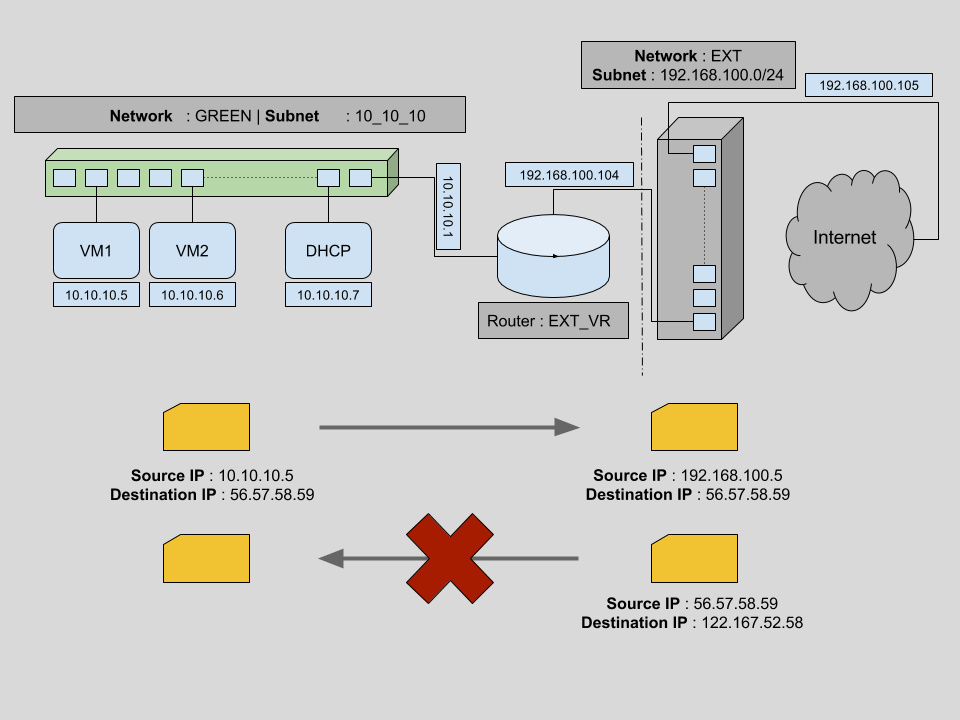 Network : EXT
Subnet : 192.168.100.0/24
192.168.100.105
Network : GREEN | Subnet : 10_10_10
10.10.10.1
192.168.100.104
VM1
VM2
DHCP
Internet
10.10.10.5
10.10.10.6
10.10.10.7
Router : EXT_VR
Source IP : 10.10.10.5
Destination IP : 56.57.58.59
Source IP : 192.168.100.5
Destination IP : 56.57.58.59
Source IP : 56.57.58.59
Destination IP : 122.167.52.58